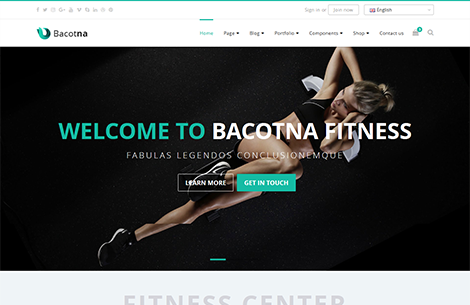 Sign in or Join now English
Bacotna
Home Page Blog Portfolio Components Shop Contact us
WELCOME TO BACOTNA FITNESS
FABULAS LEGENDOS CONCLUSIONEMQUE
LEARN MORE GET IN TOUCH
FITNESS CENTER